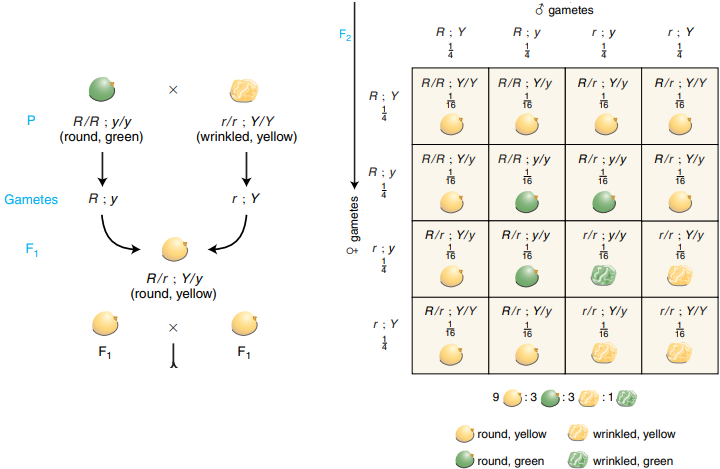 ×
P
R/R ; y/y
(round, green)
r/r ; Y/Y
(wrinkled, yellow)
Gametes
R ; y
r ; Y
F1
R/r ; Y/y
(round, yellow)
×
F1
F1
F2
♂ gametes
R ; Y
R ; y
r ; y
r ; Y
1/4
1/4
1/4
1/4
♀ gametes
R ; Y
1/4
R/R ; Y/Y
1/16
R/R ; Y/y
1/16
R/r ; Y/y
1/16
R/r ; Y/Y
1/16
R ; y
1/4
R/R ; Y/y
1/16
R/R ; y/y
1/16
R/r ; y/y
1/16
R/r ; Y/y
1/16
r ; y
1/4
R/r ; Y/y
1/16
R/r ; y/y
1/16
r/r ; y/y
1/16
r/r ; Y/y
1/16
r ; Y
1/4
R/r ; Y/Y
1/16
R/r ; Y/y
1/16
r/r ; Y/y
1/16
r/r ; Y/Y
1/16
9 : 3 : 3 : 1
round, yellow
wrinkled, yellow
round, green
wrinkled, green